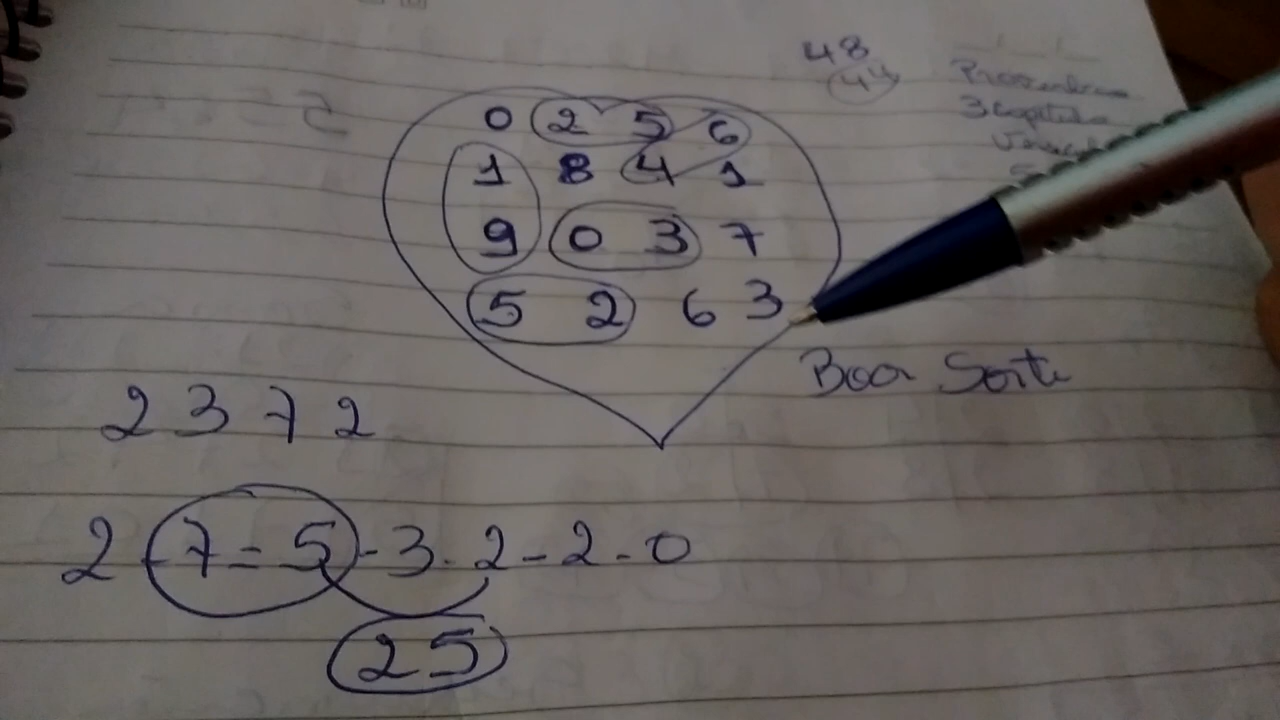 48
44
0 2 5 6
1 8 4 1
9 0 3 7
5 2 6 3
Boa Sorte
2 3 7 2
2 - 7 = 5 - 3 - 2 - 2 - 0
25